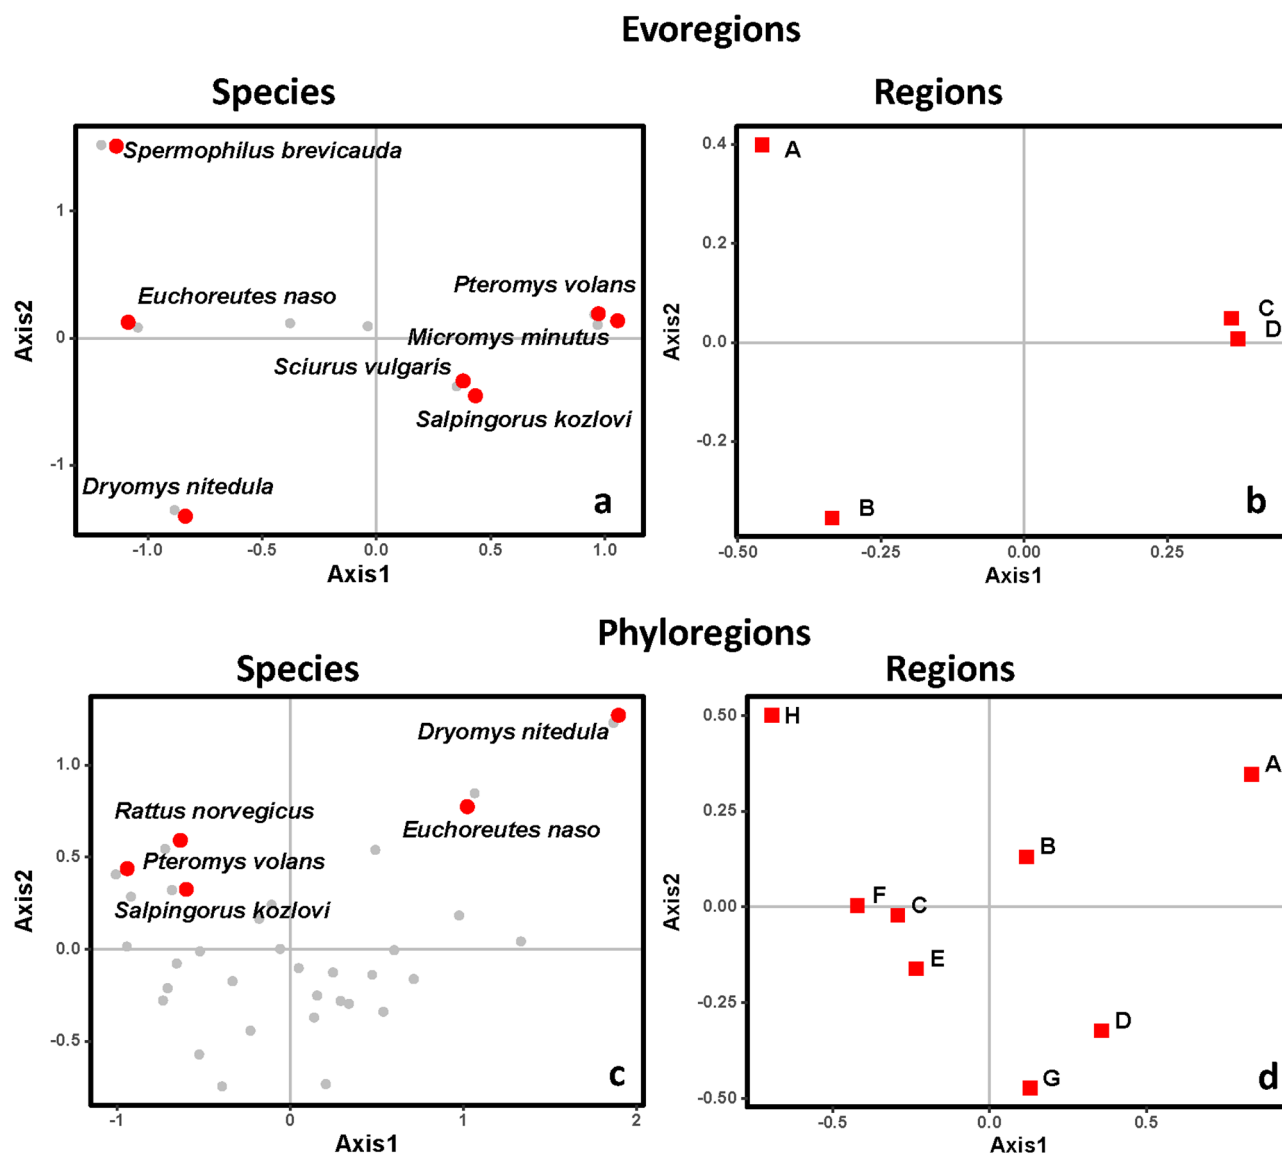 Evoregions
Species
Regions
Spermophilus brevicauda
Euchoreutes naso
Pteromys volans
Micromys minutus
Sciurus vulgaris
Salpingorus kozlovi
Dryomys nitedula
a
1
0
-1
Axis2
-1.0
-0.5
0.0
0.5
1.0
Axis1
A
C
D
B
b
0.4
0.2
0.0
-0.2
Axis2
-0.50
-0.25
0.00
0.25
Axis1
Phyloregions
Species
Regions
Dryomys nitedula
Rattus norvegicus
Euchoreutes naso
Pteromys volans
Salpingorus kozlovi
c
1.0
0.5
0.0
-0.5
Axis2
-1
0
1
2
Axis1
H
A
B
F
C
E
D
G
d
0.50
0.25
0.00
-0.25
-0.50
Axis2
-0.5
0.0
0.5
Axis1